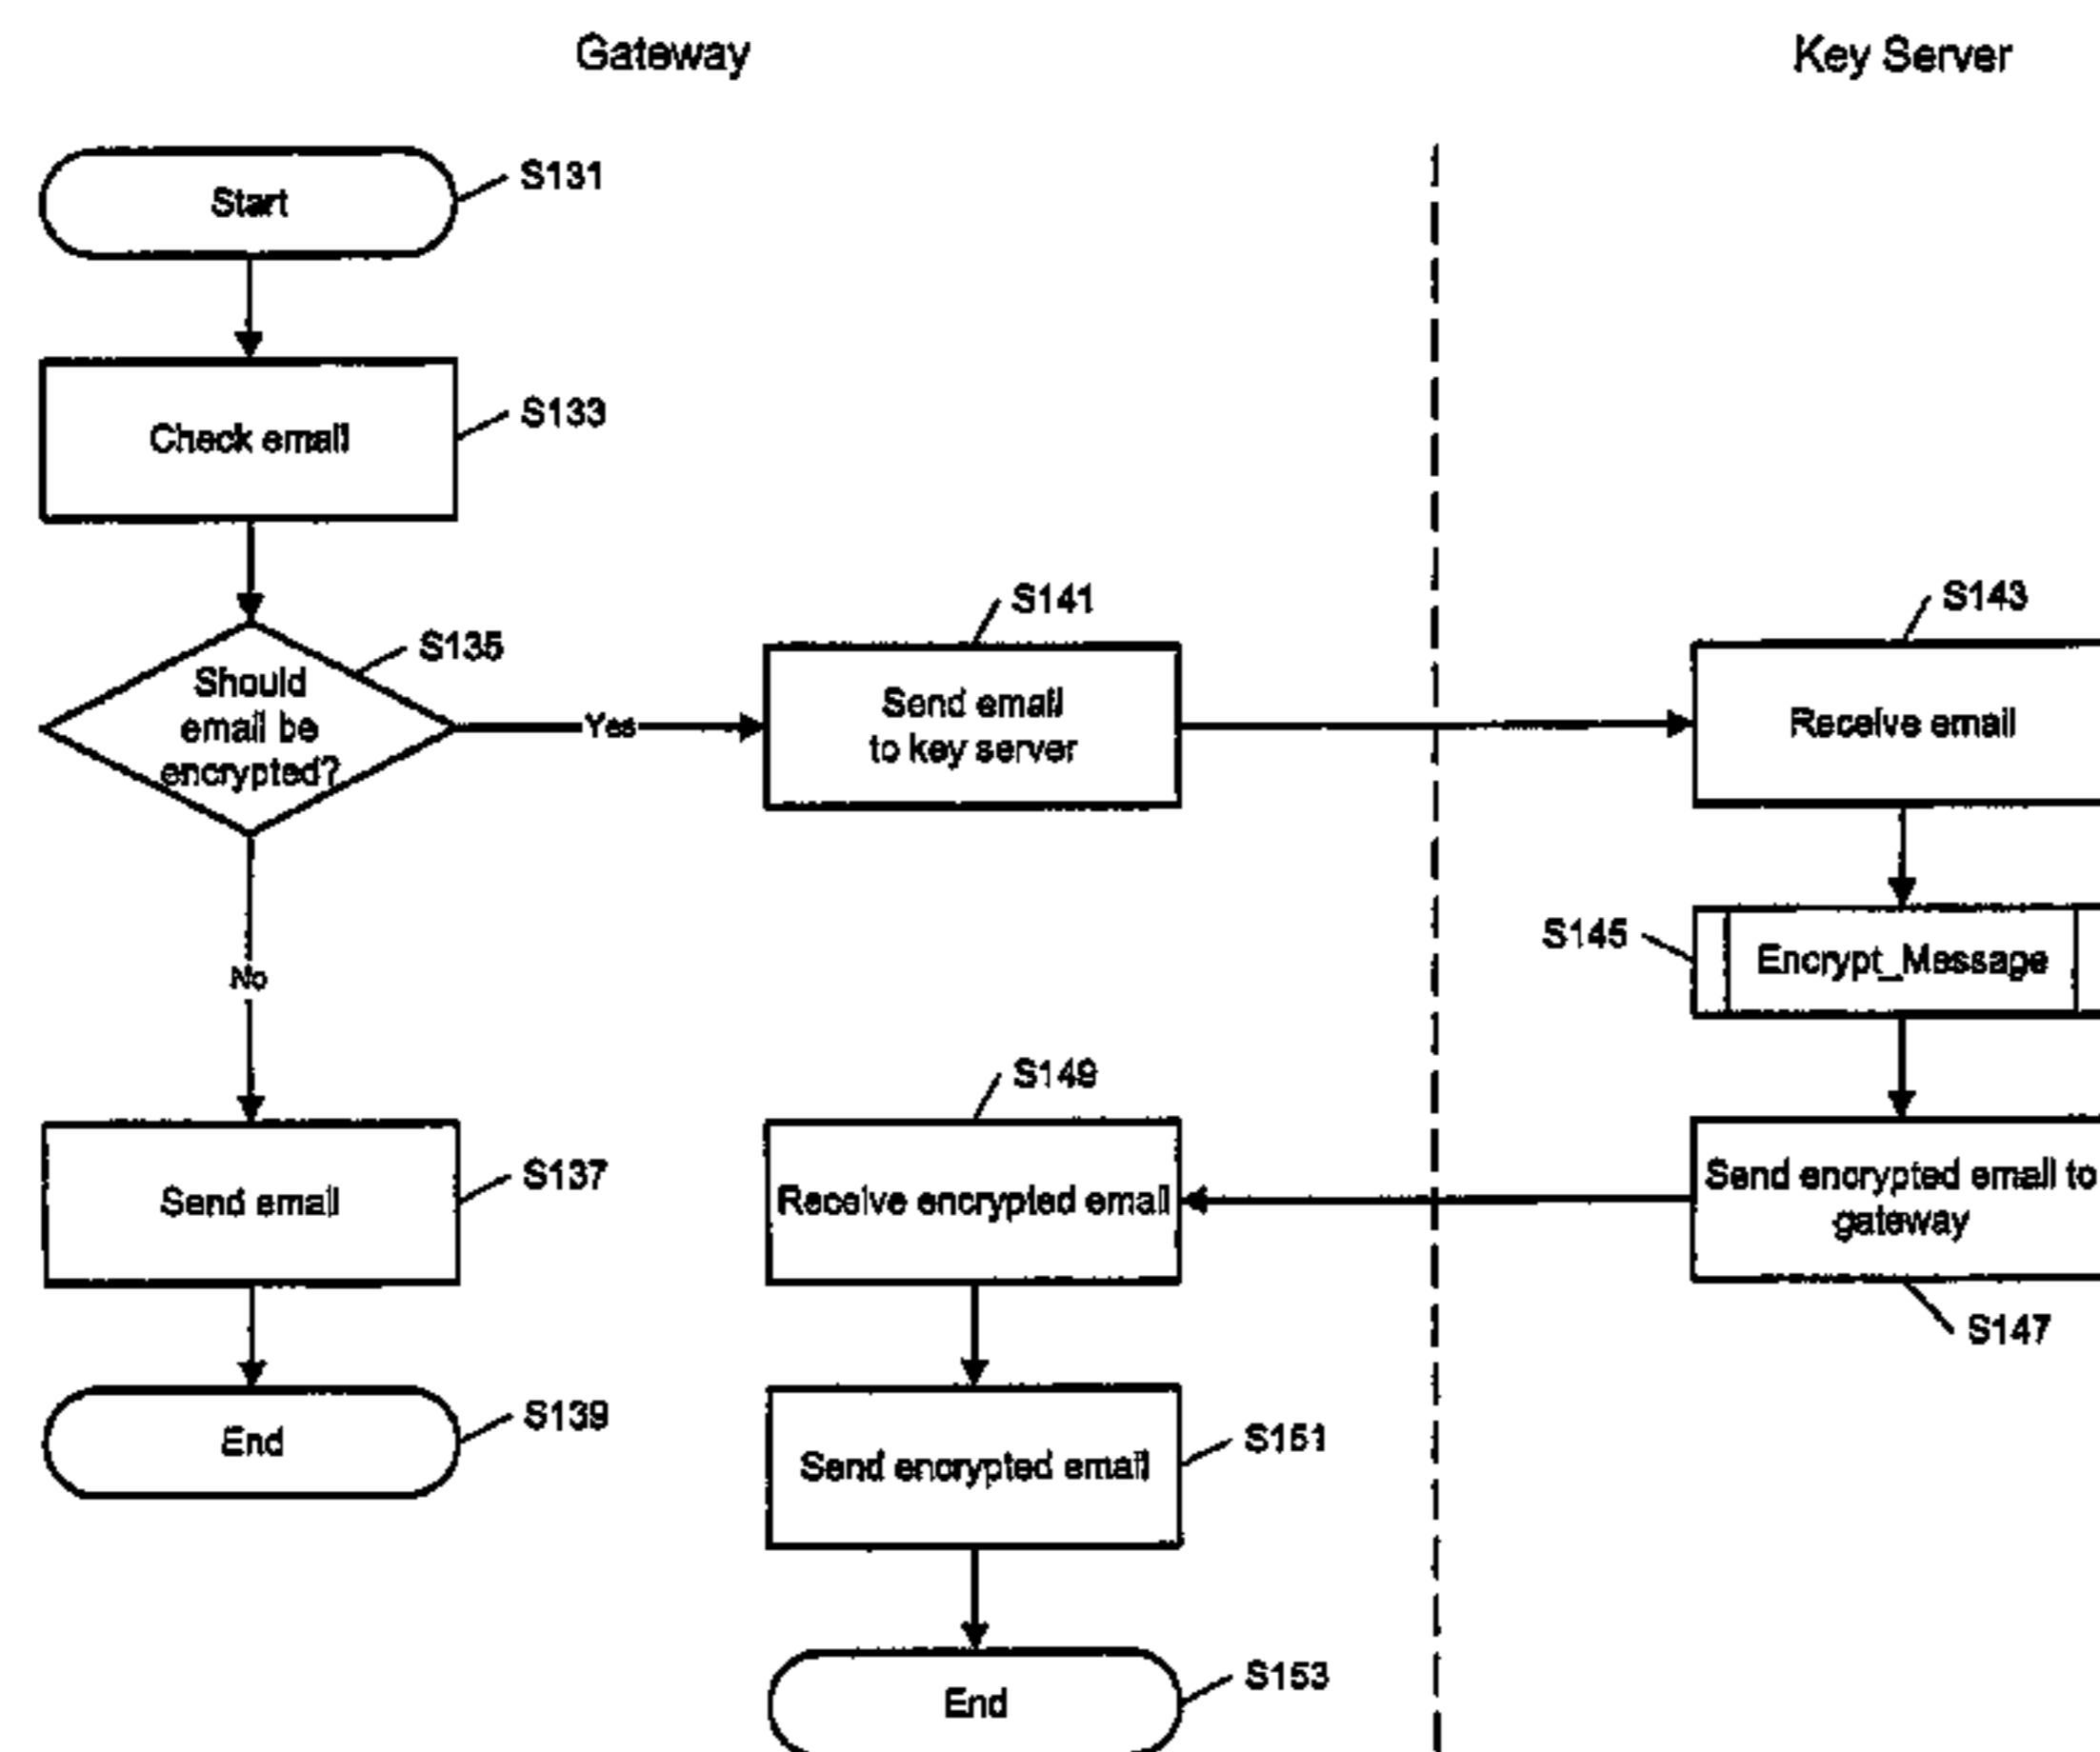 Gateway
Key Server
Start
S131
Check email
S133
Should
email be
encrypted?
S135
Yes
Send email
to key server
S141
Receive email
S143
S145
Encrypt_Message
No
Send email
S137
Receive encrypted email
S149
Send encrypted email to
gateway
S147
End
S139
Send encrypted email
S151
End
S153